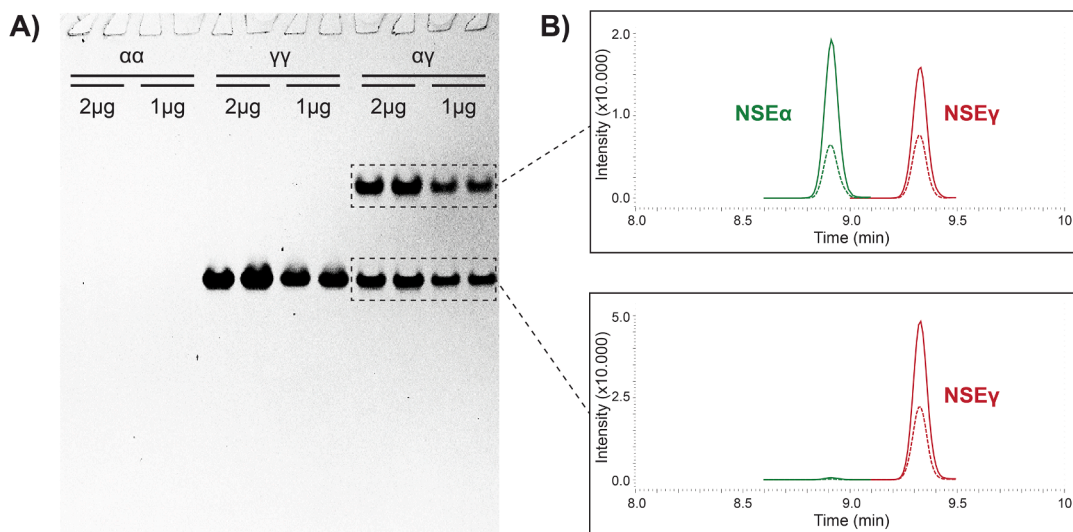 A)
αα
γγ
αγ
2µg
1µg
2µg
1µg
2µg
1µg
B)
Intensity (x10.000)
2.0
1.0
0.0
NSEα
NSEγ
8.0
8.5
9.0
9.5
10
Time (min)
Intensity (x10.000)
5.0
2.5
0.0
NSEγ
8.0
8.5
9.0
9.5
10
Time (min)